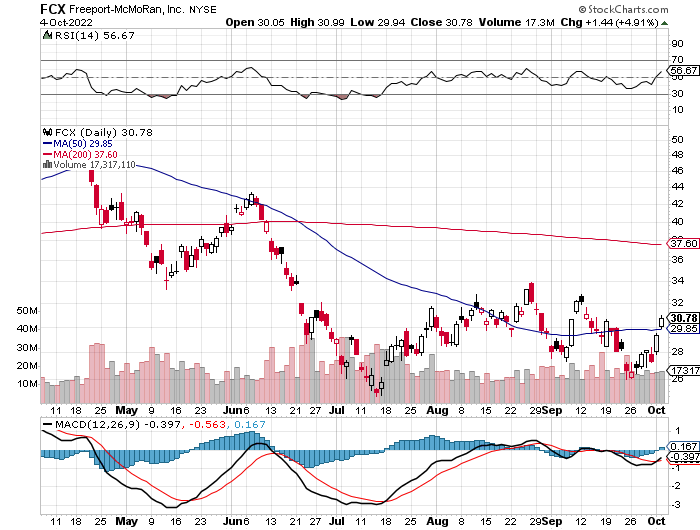 FCX Freeport-McMoRan, Inc. NYSE © StockCharts.com
4-Oct-2022 Open 30.05 High 30.99 Low 29.94 Close 30.78 Volume 17.3M Chg +1.44 (+4.91%)
RSI(14) 56.67
90
70
56.67
50
30
10
FCX (Daily) 30.78
MA(50) 29.85
MA(200) 37.60
Volume 17,317,110
50
48
46
44
42
40
37.60
36
34
32
30.78
29.85
28
26
50M
40M
30M
20M
10M
17317
11 18 25 May 9 16 23 Jun 6 13 21 27 Jul 11 18 25 Aug 8 15 22 29 Sep 12 19 26 Oct
MACD(12,26,9) -0.397, -0.563, 0.167
1
0.167
-0.397
-1
-2
-3
11 18 25 May 9 16 23 Jun 6 13 21 27 Jul 11 18 25 Aug 8 15 22 29 Sep 12 19 26 Oct